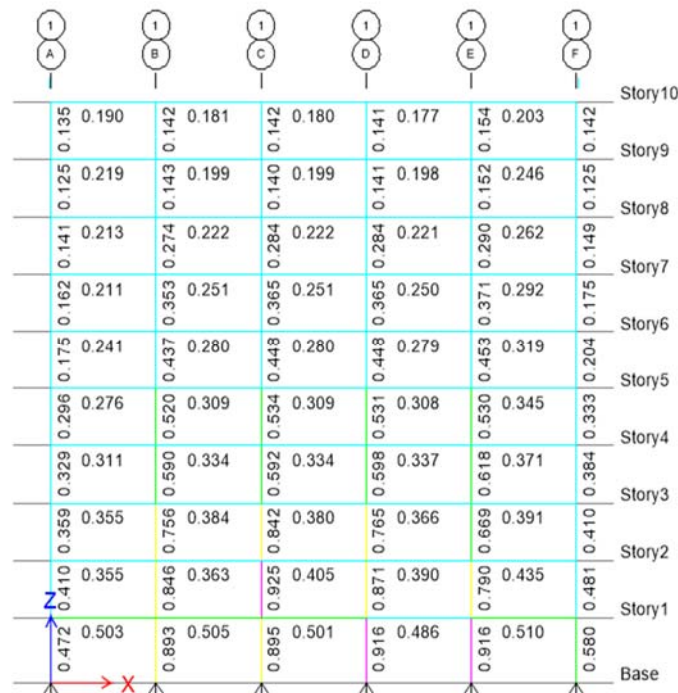 1 1 1 1 1 1
A B C D E F
Story10
0.135 0.190 0.142 0.181 0.142 0.180 0.141 0.177 0.154 0.203 0.142
Story9
0.125 0.219 0.143 0.199 0.140 0.199 0.141 0.198 0.152 0.246 0.125
Story8
0.141 0.213 0.274 0.222 0.284 0.222 0.284 0.221 0.290 0.262 0.149
Story7
0.162 0.211 0.353 0.251 0.365 0.251 0.365 0.250 0.371 0.292 0.175
Story6
0.175 0.241 0.437 0.280 0.448 0.280 0.448 0.279 0.453 0.319 0.204
Story5
0.296 0.276 0.520 0.309 0.534 0.309 0.531 0.308 0.530 0.345 0.333
Story4
0.329 0.311 0.590 0.334 0.592 0.334 0.598 0.337 0.618 0.371 0.384
Story3
0.359 0.355 0.756 0.384 0.842 0.380 0.765 0.366 0.669 0.391 0.410
Story2
0.410 0.355 0.846 0.363 0.925 0.405 0.871 0.390 0.790 0.435 0.481
Z
Story1
0.472 0.503 0.893 0.505 0.895 0.501 0.916 0.486 0.916 0.510 0.580
X
Base